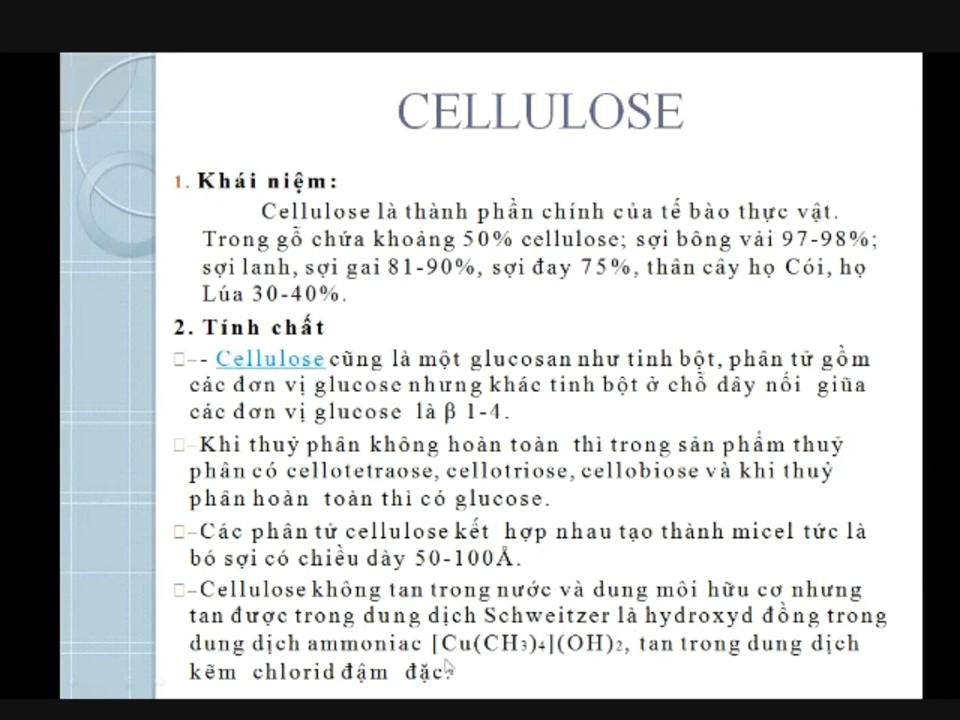 CELLULOSE
1. Khái niệm:
Cellulose là thành phần chính của tế bào thực vật.
Trong gỗ chứa khoảng 50% cellulose; sợi bông vải 97-98%;
sợi lanh, sợi gai 81-90%, sợi đay 75%, thân cây họ Cói, họ
Lúa 30-40%.
2. Tính chất
– - Cellulose cũng là một glucosan như tinh bột, phân tử gồm
các đơn vị glucose nhưng khác tinh bột ở chỗ dây nối giũa
các đơn vị glucose là β 1-4.
–Khi thuỷ phân không hoàn toàn thì trong sản phẩm thuỷ
phân có cellotetraose, cellotriose, cellobiose và khi thuỷ
phân hoàn toàn thì có glucose.
–Các phân tử cellulose kết hợp nhau tạo thành micel tức là
bó sợi có chiều dày 50-100Å.
–Cellulose không tan trong nước và dung môi hữu cơ nhưng
tan được trong dung dịch Schweitzer là hydroxyd đồng trong
dung dịch ammoniac [Cu(CH₃)₄](OH)₂, tan trong dung dịch
kẽm chlorid đậm đặc.